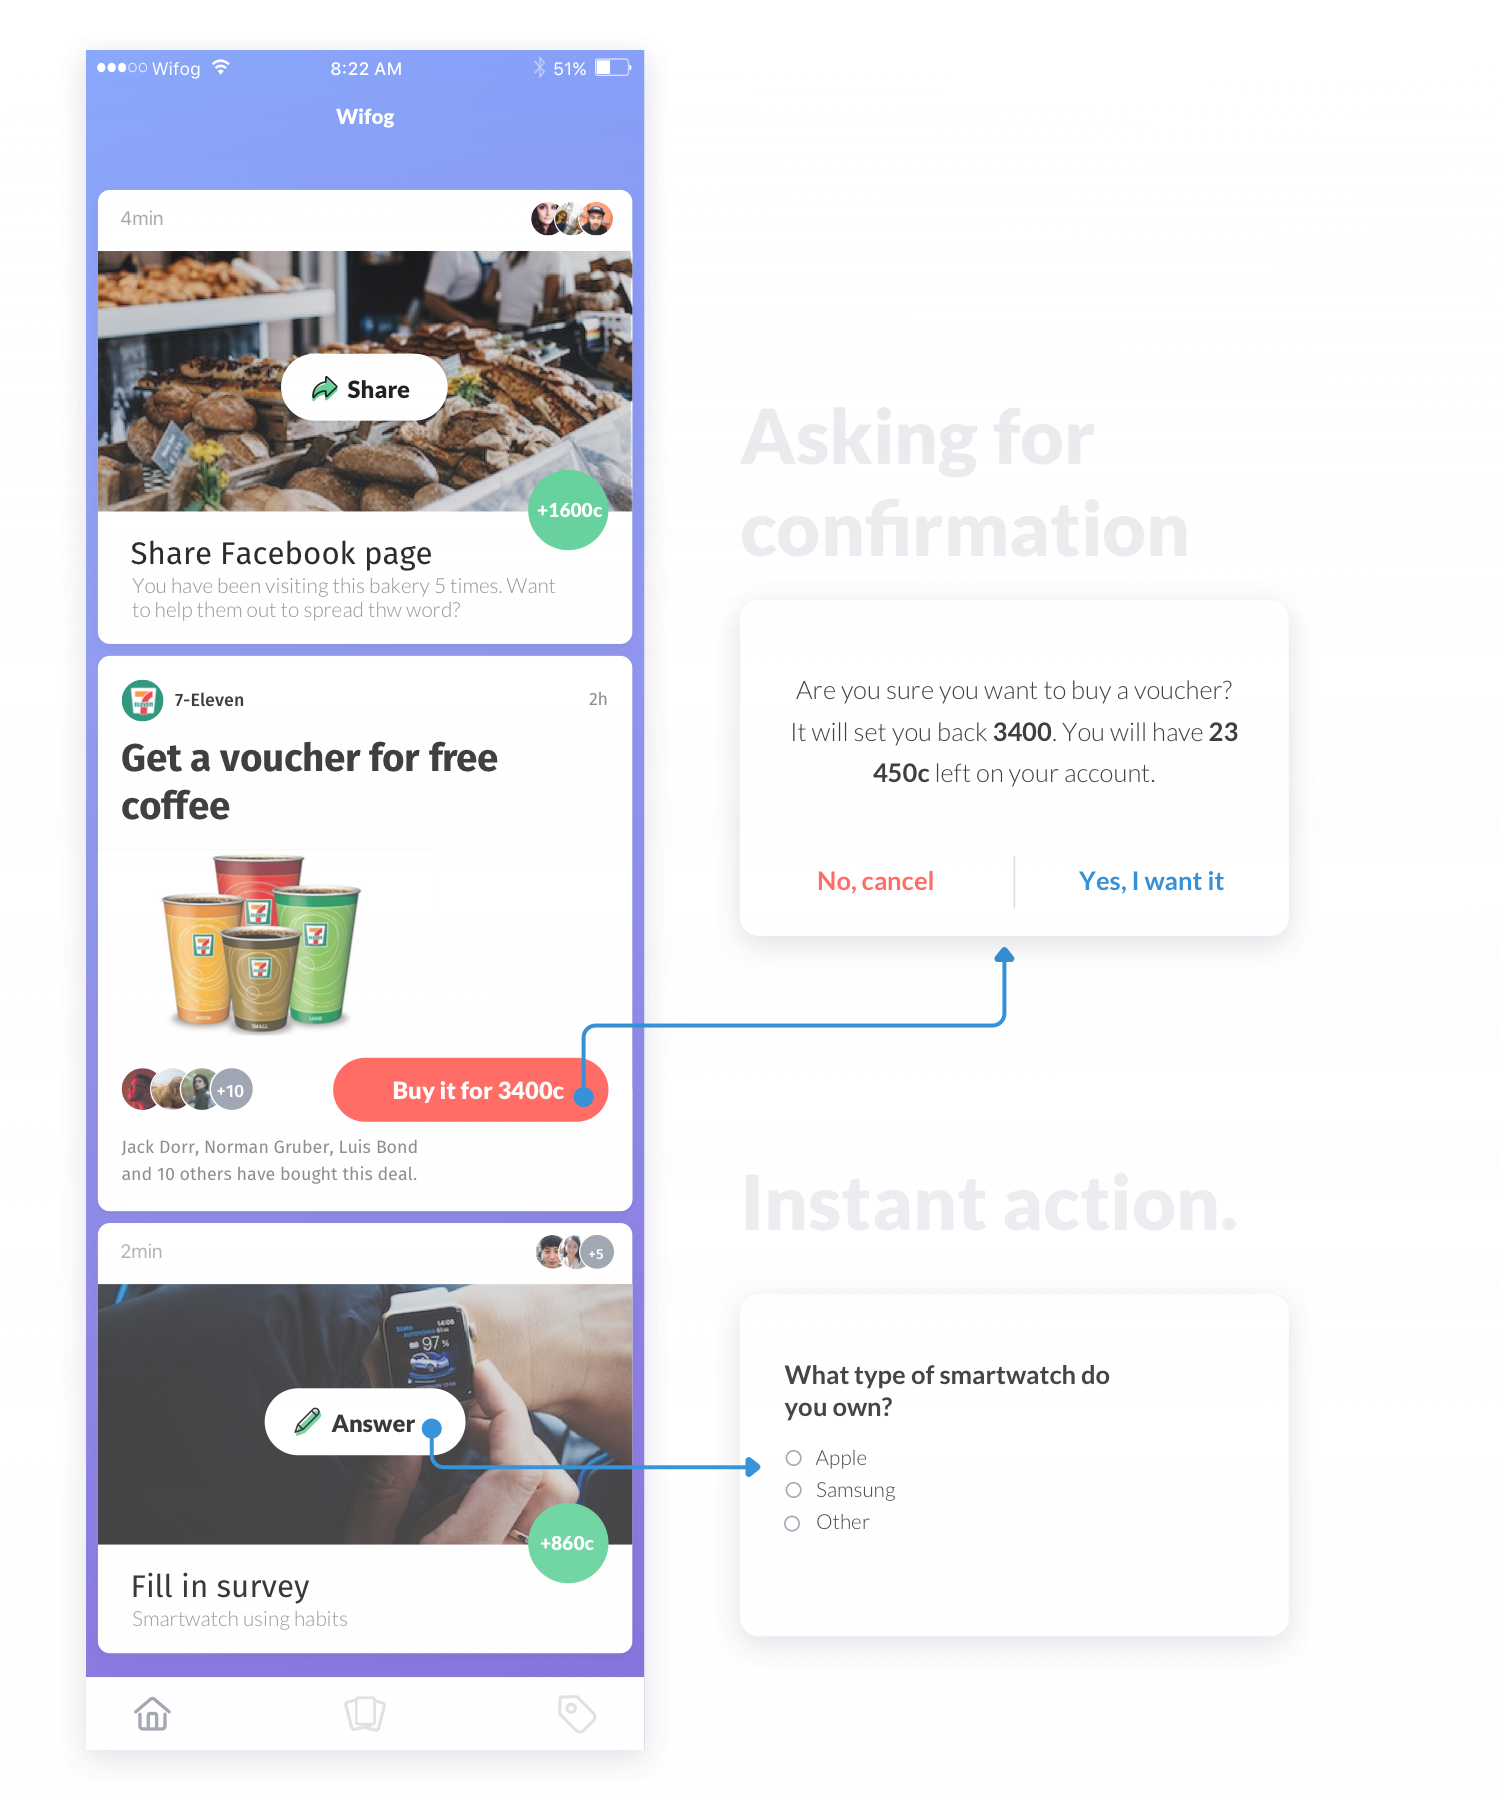 Wifog
8:22 AM
51%
Wifog
4min
Share
+1600c
Share Facebook page
You have been visiting this bakery 5 times. Want
to help them out to spread thw word?
7-Eleven
2h
Get a voucher for free
coffee
SMALL
LARGE
+10
Buy it for 3400c
Jack Dorr, Norman Gruber, Luis Bond
and 10 others have bought this deal.
2min
+5
97%
Answer
+860c
Fill in survey
Smartwatch using habits
Asking for
confirmation
Are you sure you want to buy a voucher?
It will set you back 3400. You will have 23
450c left on your account.
No, cancel
Yes, I want it
Instant action.
What type of smartwatch do
you own?
Apple
Samsung
Other